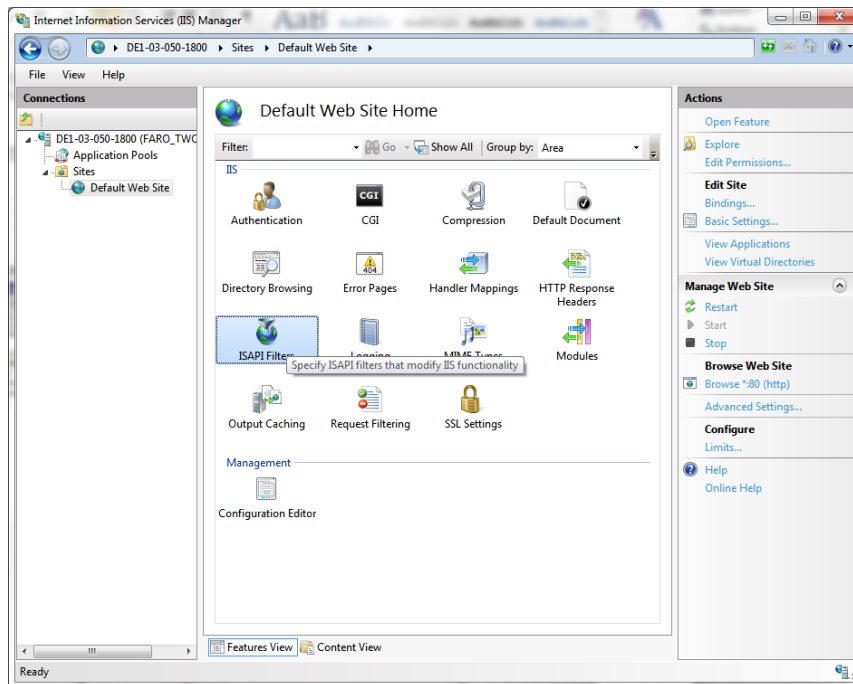 Internet Information Services (IIS) Manager
DE1-03-050-1800 Sites Default Web Site
File View Help
Connections
DE1-03-050-1800 (FARO_TWO
Application Pools
Sites
Default Web Site
Default Web Site Home
Filter: Go Show All Group by: Area
IIS
Authentication CGI Compression Default Document
CGI
404
Directory Browsing Error Pages Handler Mappings HTTP Response
Headers
ISAPI Filters Logging MIME Types Modules
Specify ISAPI filters that modify IIS functionality
Output Caching Request Filtering SSL Settings
Management
Configuration Editor
Features View Content View
Actions
Open Feature
Explore
Edit Permissions...
Edit Site
Bindings...
Basic Settings...
View Applications
View Virtual Directories
Manage Web Site
Restart
Start
Stop
Browse Web Site
Browse *:80 (http)
Advanced Settings...
Configure
Limits...
Help
Online Help
Ready